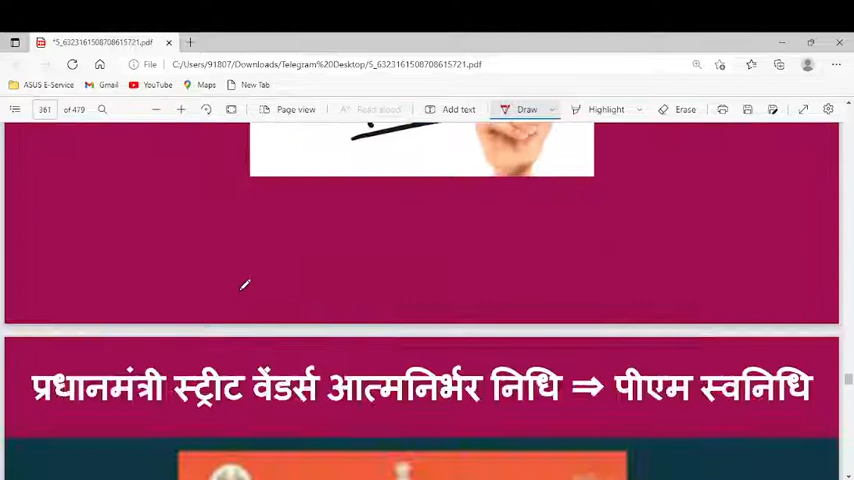 *5_6323161508708615721.pdf
File C:/Users/91807/Downloads/Telegram%20Desktop/5_6323161508708615721.pdf
ASUS E-Service Gmail YouTube Maps New Tab
361 of 479 Page view Read aloud Add text Draw Highlight Erase
प्रधानमंत्री स्ट्रीट वेंडर्स आत्मनिर्भर निधि ⇒ पीएम स्वनिधि